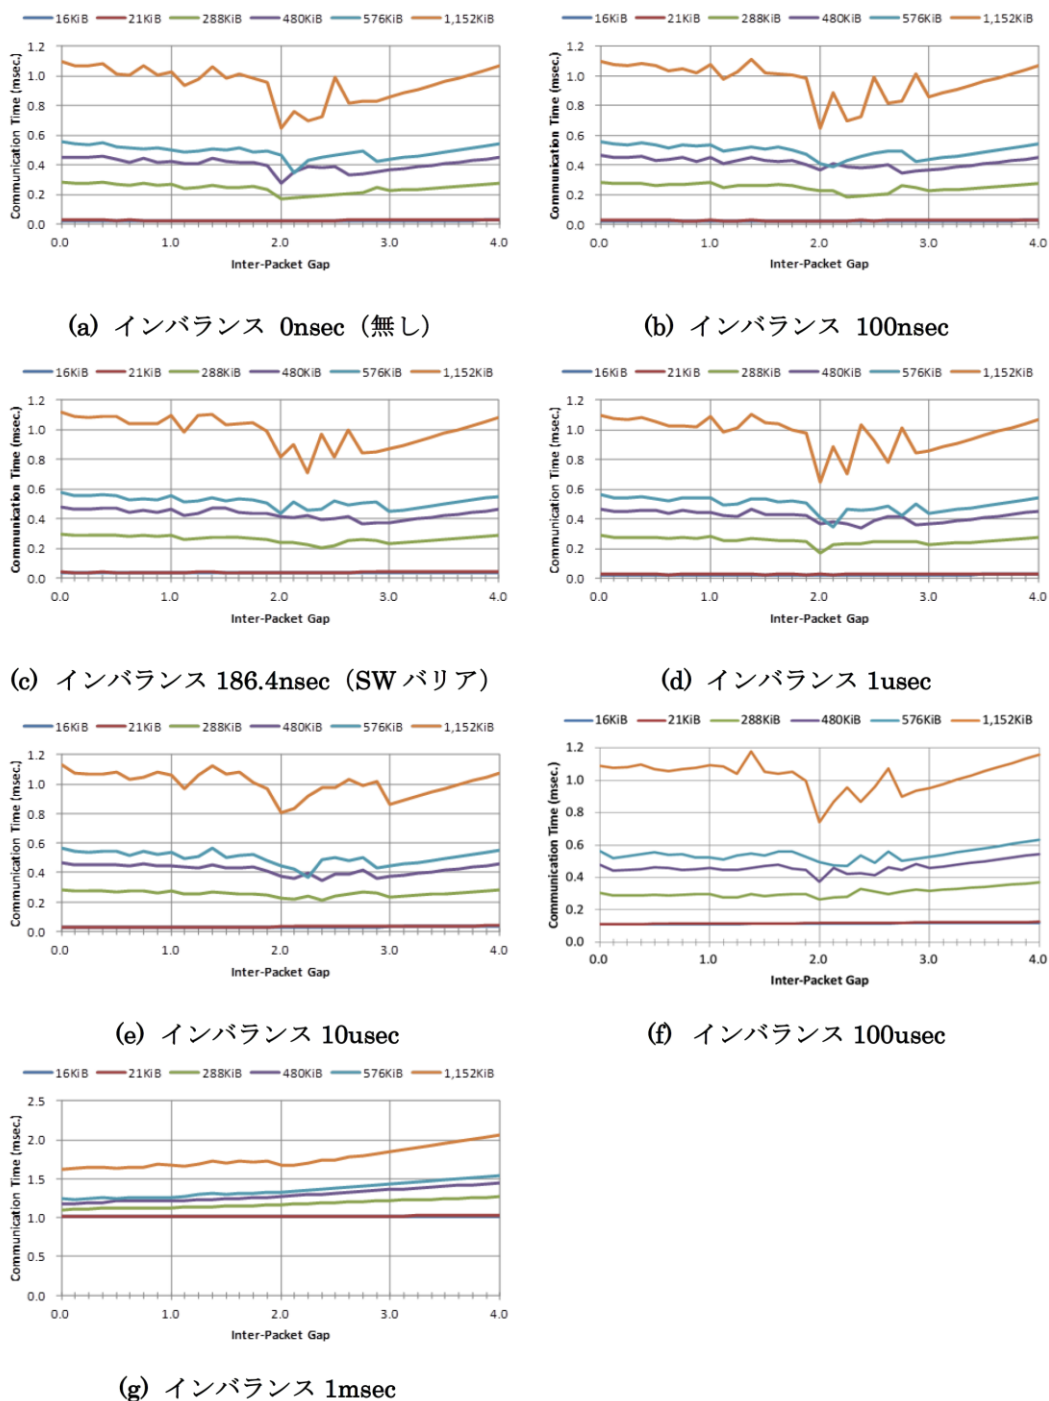 16KiB 21KiB 288KiB 480KiB 576KiB 1,152KiB
Communication Time (msec.)
1.2
1.0
0.8
0.6
0.4
0.2
0.0
0.0 1.0 2.0 3.0 4.0
Inter-Packet Gap
(a) インバランス 0nsec（無し）
16KiB 21KiB 288KiB 480KiB 576KiB 1,152KiB
Communication Time (msec.)
1.2
1.0
0.8
0.6
0.4
0.2
0.0
0.0 1.0 2.0 3.0 4.0
Inter-Packet Gap
(b) インバランス 100nsec
16KiB 21KiB 288KiB 480KiB 576KiB 1,152KiB
Communication Time (msec.)
1.2
1.0
0.8
0.6
0.4
0.2
0.0
0.0 1.0 2.0 3.0 4.0
Inter-Packet Gap
(c) インバランス 186.4nsec（SW バリア）
16KiB 21KiB 288KiB 480KiB 576KiB 1,152KiB
Communication Time (msec.)
1.2
1.0
0.8
0.6
0.4
0.2
0.0
0.0 1.0 2.0 3.0 4.0
Inter-Packet Gap
(d) インバランス 1usec
16KiB 21KiB 288KiB 480KiB 576KiB 1,152KiB
Communication Time (msec.)
1.2
1.0
0.8
0.6
0.4
0.2
0.0
0.0 1.0 2.0 3.0 4.0
Inter-Packet Gap
(e) インバランス 10usec
16KiB 21KiB 288KiB 480KiB 576KiB 1,152KiB
Communication Time (msec.)
1.2
1.0
0.8
0.6
0.4
0.2
0.0
0.0 1.0 2.0 3.0 4.0
Inter-Packet Gap
(f) インバランス 100usec
16KiB 21KiB 288KiB 480KiB 576KiB 1,152KiB
Communication Time (msec.)
2.5
2.0
1.5
1.0
0.5
0.0
0.0 1.0 2.0 3.0 4.0
Inter-Packet Gap
(g) インバランス 1msec